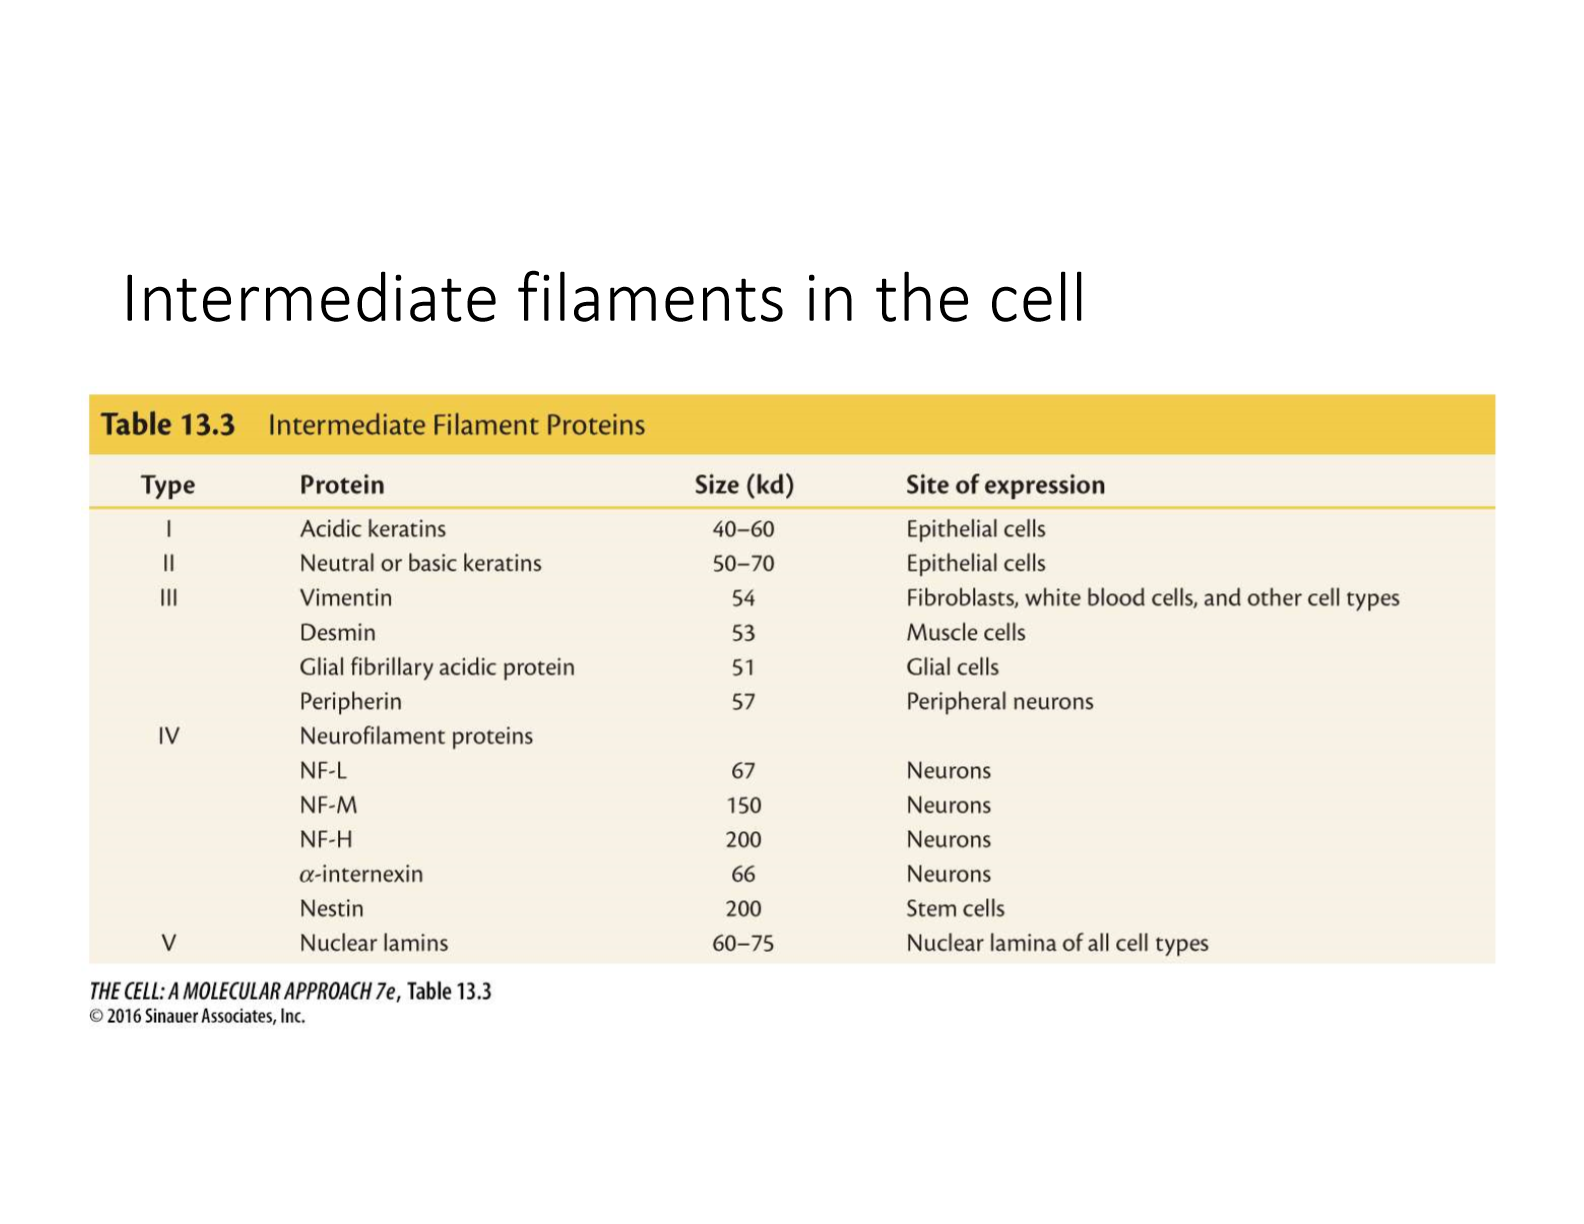 Intermediate filaments in the cell
Table 13.3 Intermediate Filament Proteins
Type Protein Size (kd) Site of expression
I Acidic keratins 40–60 Epithelial cells
II Neutral or basic keratins 50–70 Epithelial cells
III Vimentin 54 Fibroblasts, white blood cells, and other cell types
Desmin 53 Muscle cells
Glial fibrillary acidic protein 51 Glial cells
Peripherin 57 Peripheral neurons
IV Neurofilament proteins
NF-L 67 Neurons
NF-M 150 Neurons
NF-H 200 Neurons
α-internexin 66 Neurons
Nestin 200 Stem cells
V Nuclear lamins 60–75 Nuclear lamina of all cell types
THE CELL: A MOLECULAR APPROACH 7e, Table 13.3
© 2016 Sinauer Associates, Inc.